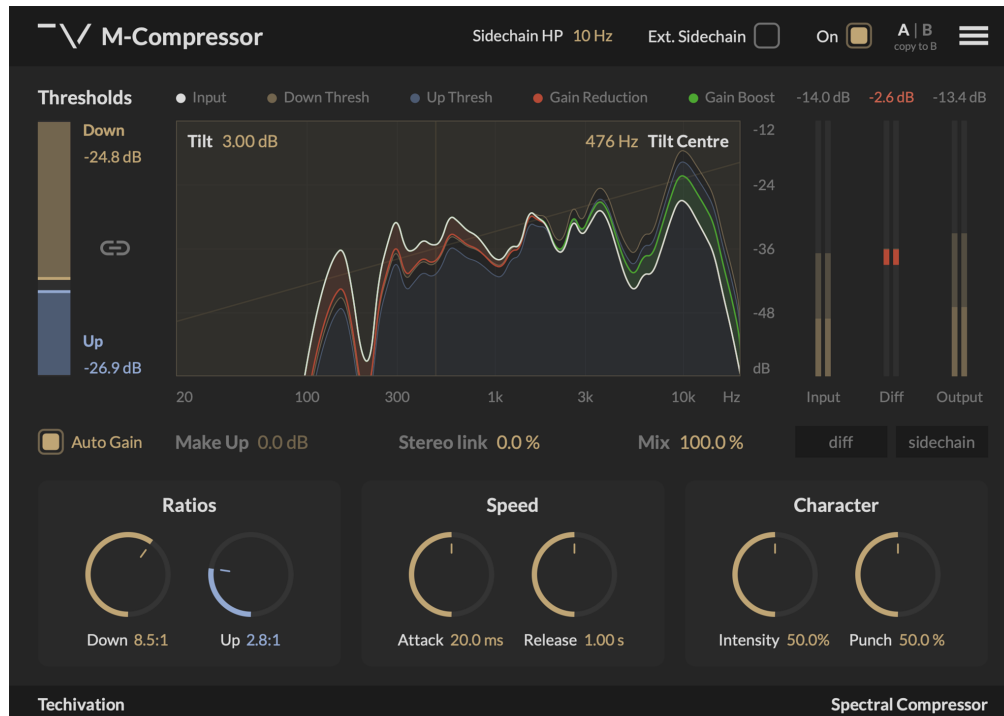 M-Compressor
Sidechain HP 10 Hz
Ext. Sidechain
On
A | B
copy to B
Thresholds
Input
Down Thresh
Up Thresh
Gain Reduction
Gain Boost
-14.0 dB
-2.6 dB
-13.4 dB
Down
-24.8 dB
Tilt 3.00 dB
476 Hz Tilt Centre
-12
-24
-36
-48
dB
Up
-26.9 dB
20 100 300 1k 3k 10k Hz
Input
Diff
Output
Auto Gain
Make Up 0.0 dB
Stereo link 0.0 %
Mix 100.0 %
diff
sidechain
Ratios
Down 8.5:1
Up 2.8:1
Speed
Attack 20.0 ms
Release 1.00 s
Character
Intensity 50.0%
Punch 50.0 %
Techivation
Spectral Compressor